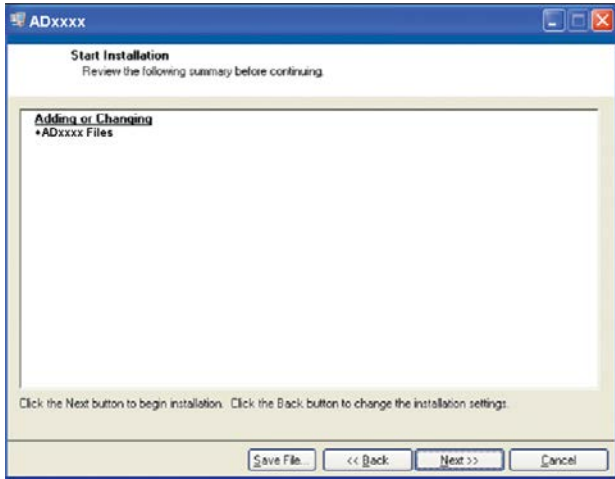 ADxxxx
Start Installation
Review the following summary before continuing.
Adding or Changing
•ADxxxx Files
Click the Next button to begin installation. Click the Back button to change the installation settings.
Save File... << Back Next >> Cancel